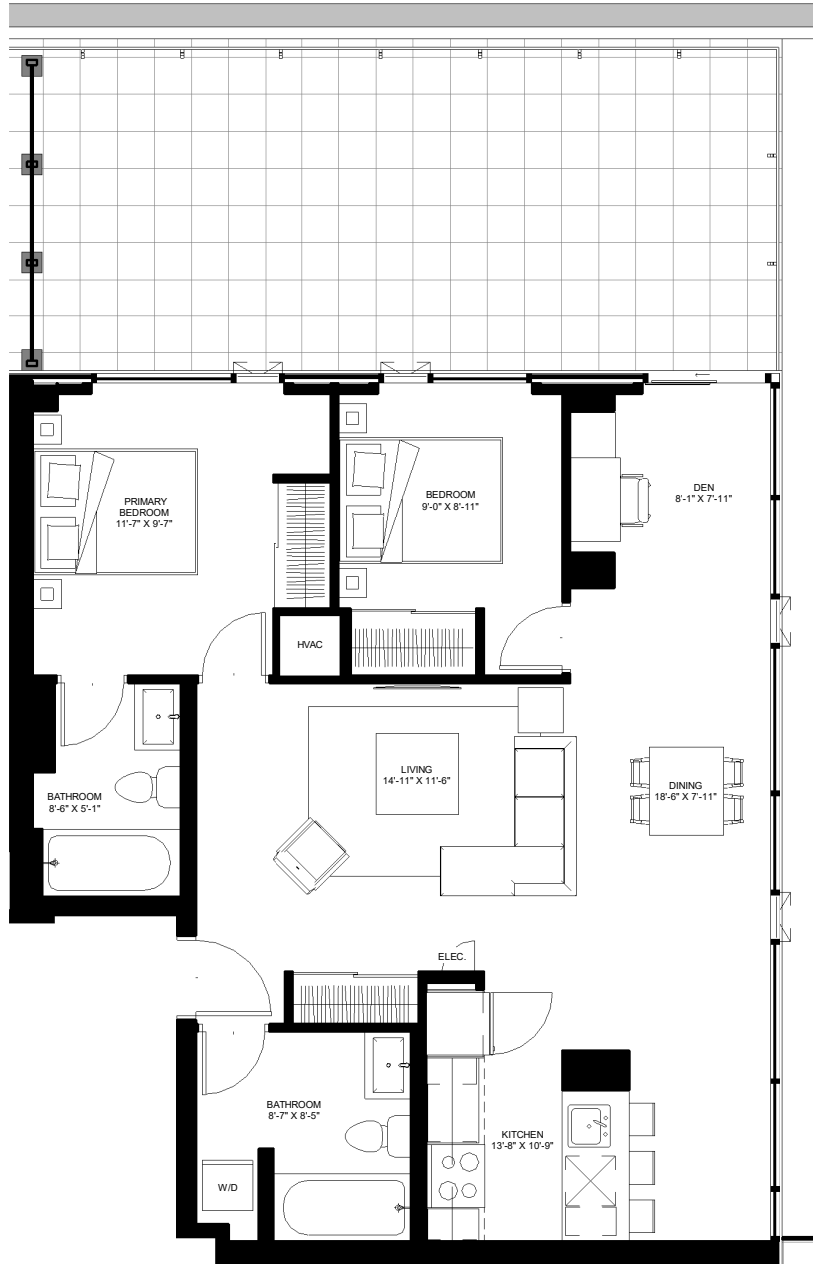 PRIMARY
BEDROOM
11'-7" X 9'-7"
BEDROOM
9'-0" X 8'-11"
DEN
8'-1" X 7'-11"
HVAC
LIVING
14'-11" X 11'-6"
DINING
18'-6" X 7'-11"
BATHROOM
8'-6" X 5'-1"
ELEC.
BATHROOM
8'-7" X 8'-5"
KITCHEN
13'-8" X 10'-9"
W/D